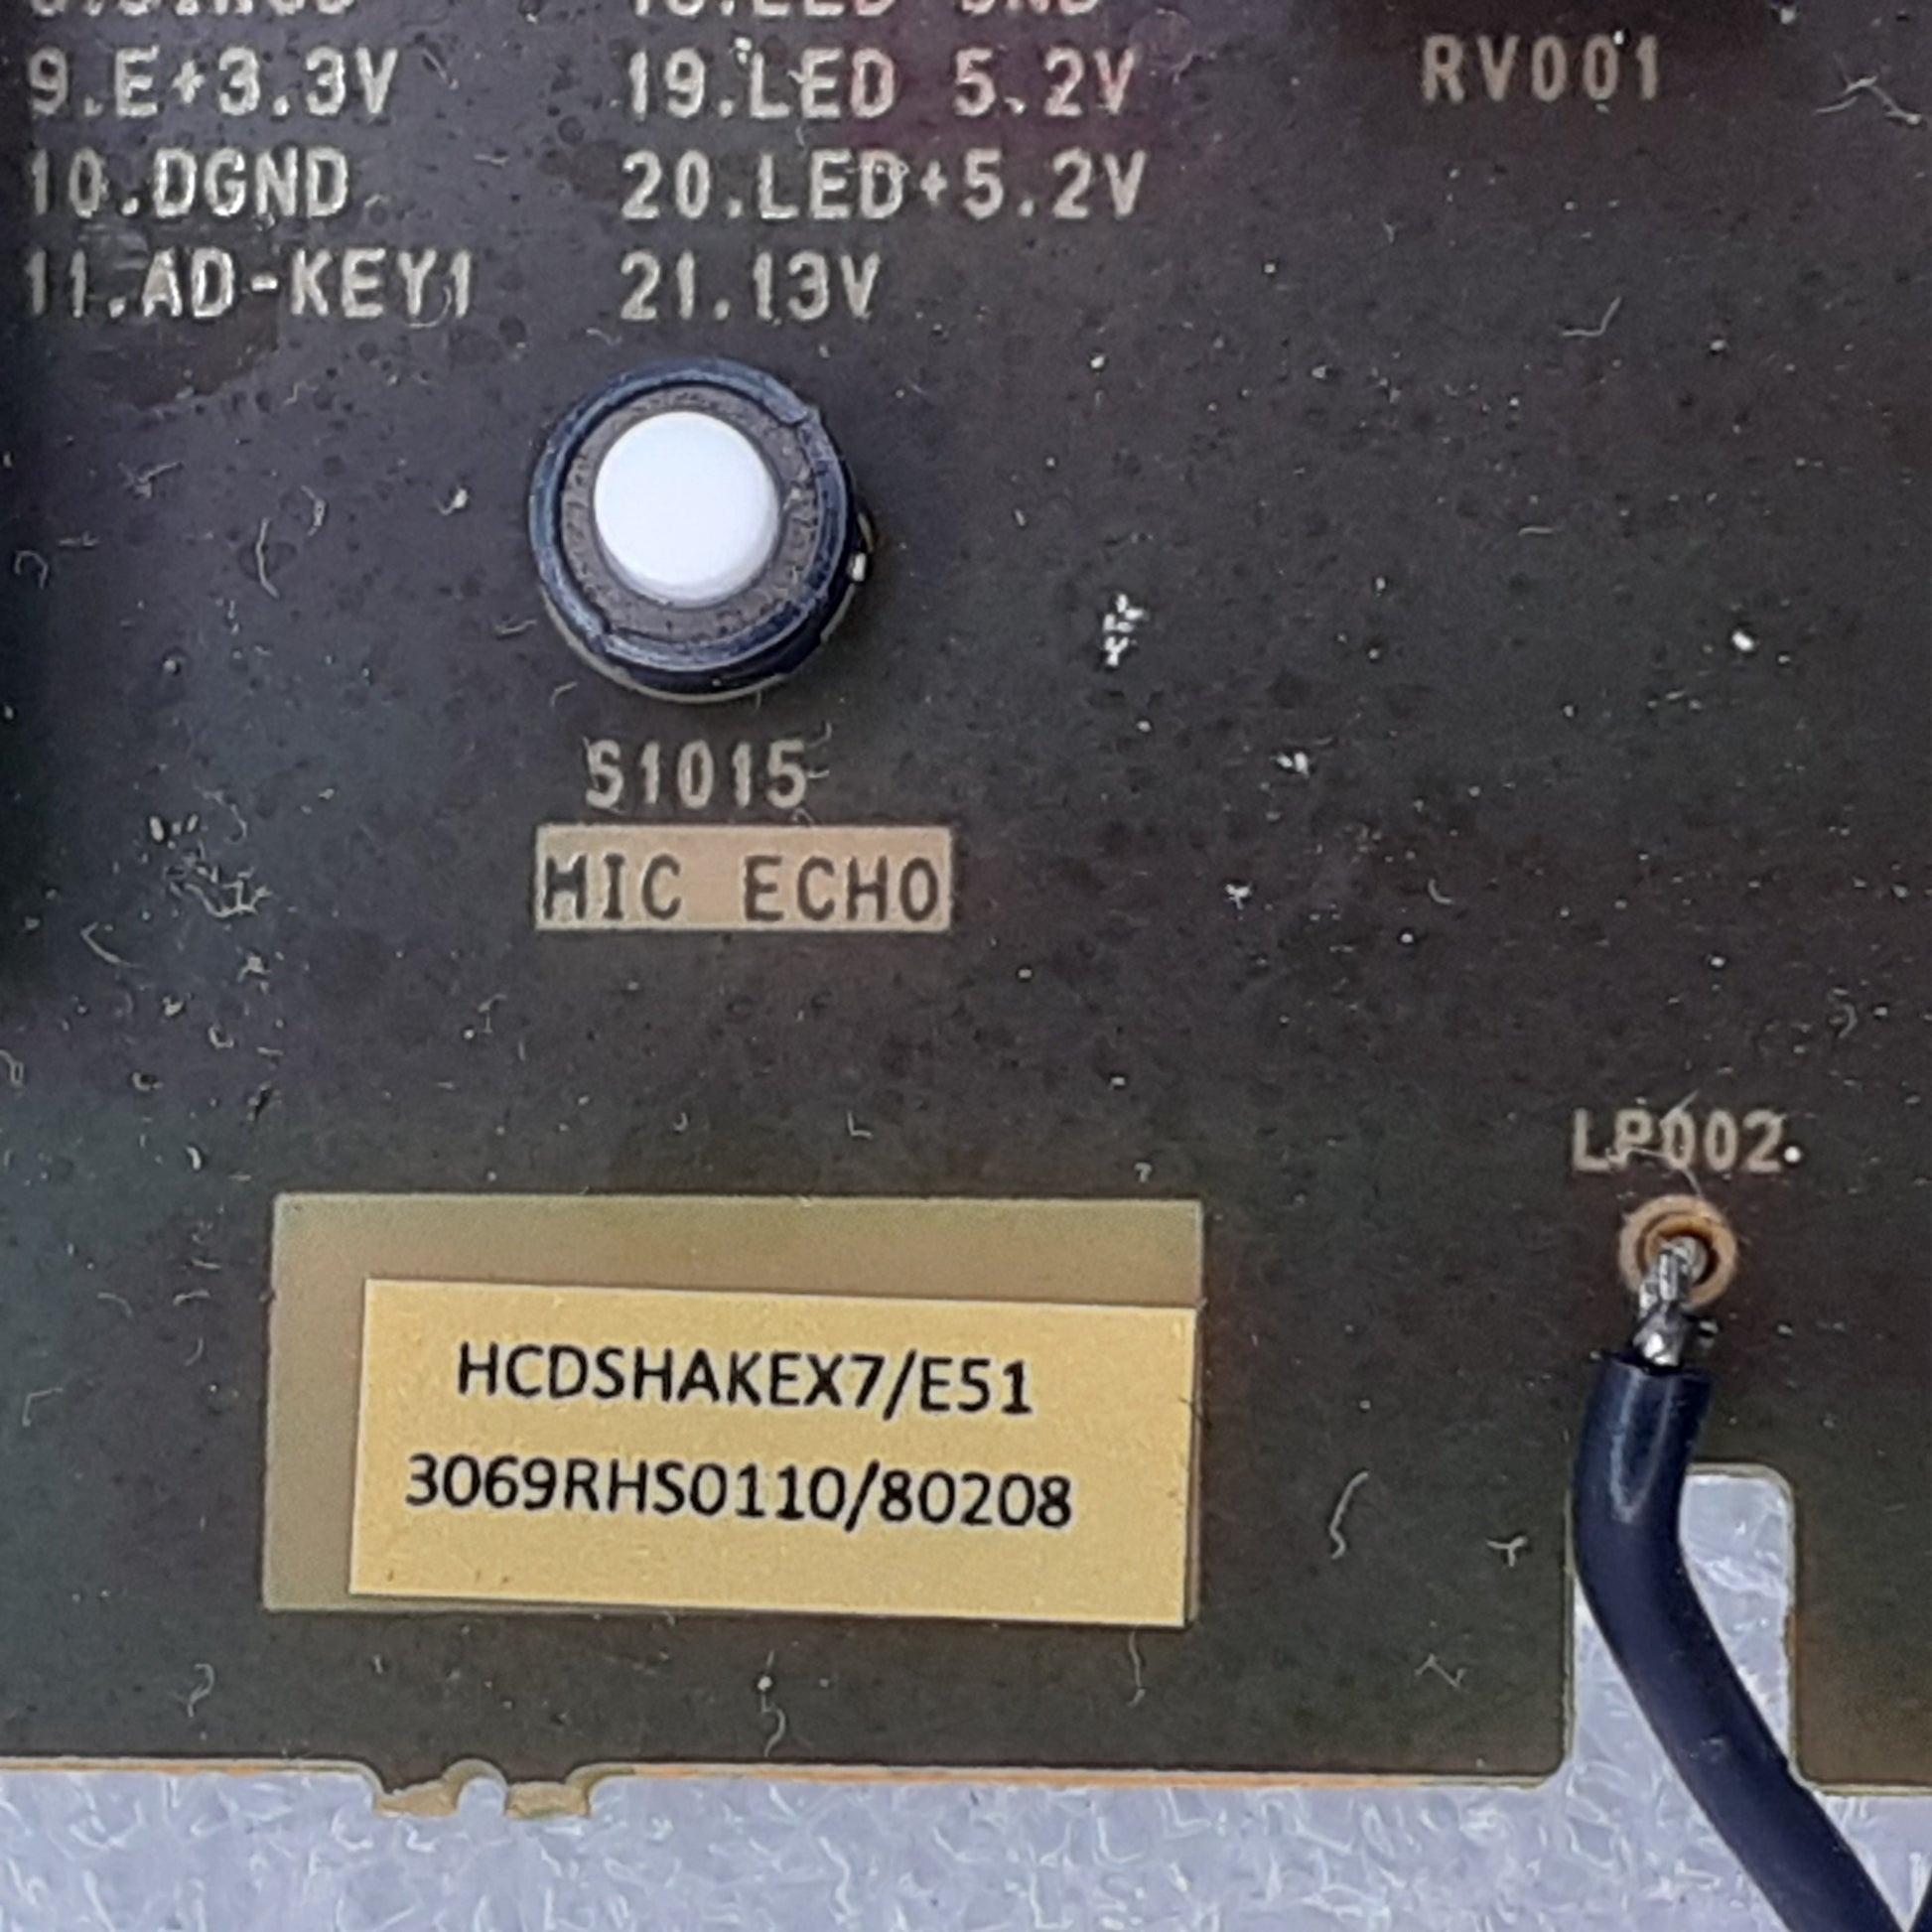 9.E+3.3V
10.DGND
11.AD-KEY1
19.LED 5.2V
20.LED+5.2V
21.13V
RV001
S1015
MIC ECHO
LP002
HCDSHAKEX7/E51
3069RHS0110/80208